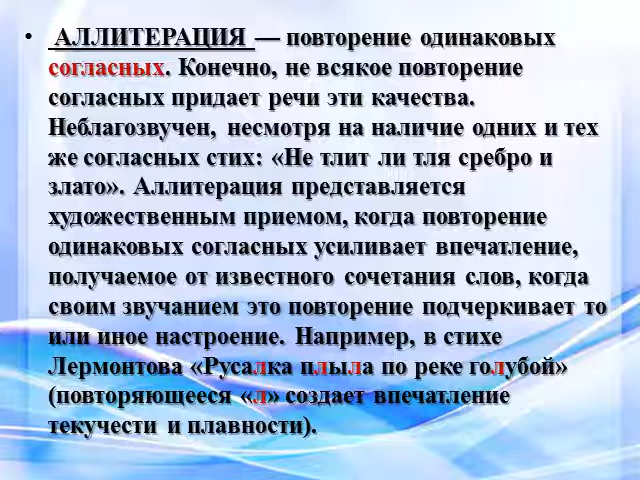 • АЛЛИТЕРАЦИЯ — повторение одинаковых
согласных. Конечно, не всякое повторение
согласных придает речи эти качества.
Неблагозвучен, несмотря на наличие одних и тех
же согласных стих: «Не тлит ли тля сребро и
злато». Аллитерация представляется
художественным приемом, когда повторение
одинаковых согласных усиливает впечатление,
получаемое от известного сочетания слов, когда
своим звучанием это повторение подчеркивает то
или иное настроение. Например, в стихе
Лермонтова «Русалка плыла по реке голубой»
(повторяющееся «л» создает впечатление
текучести и плавности).